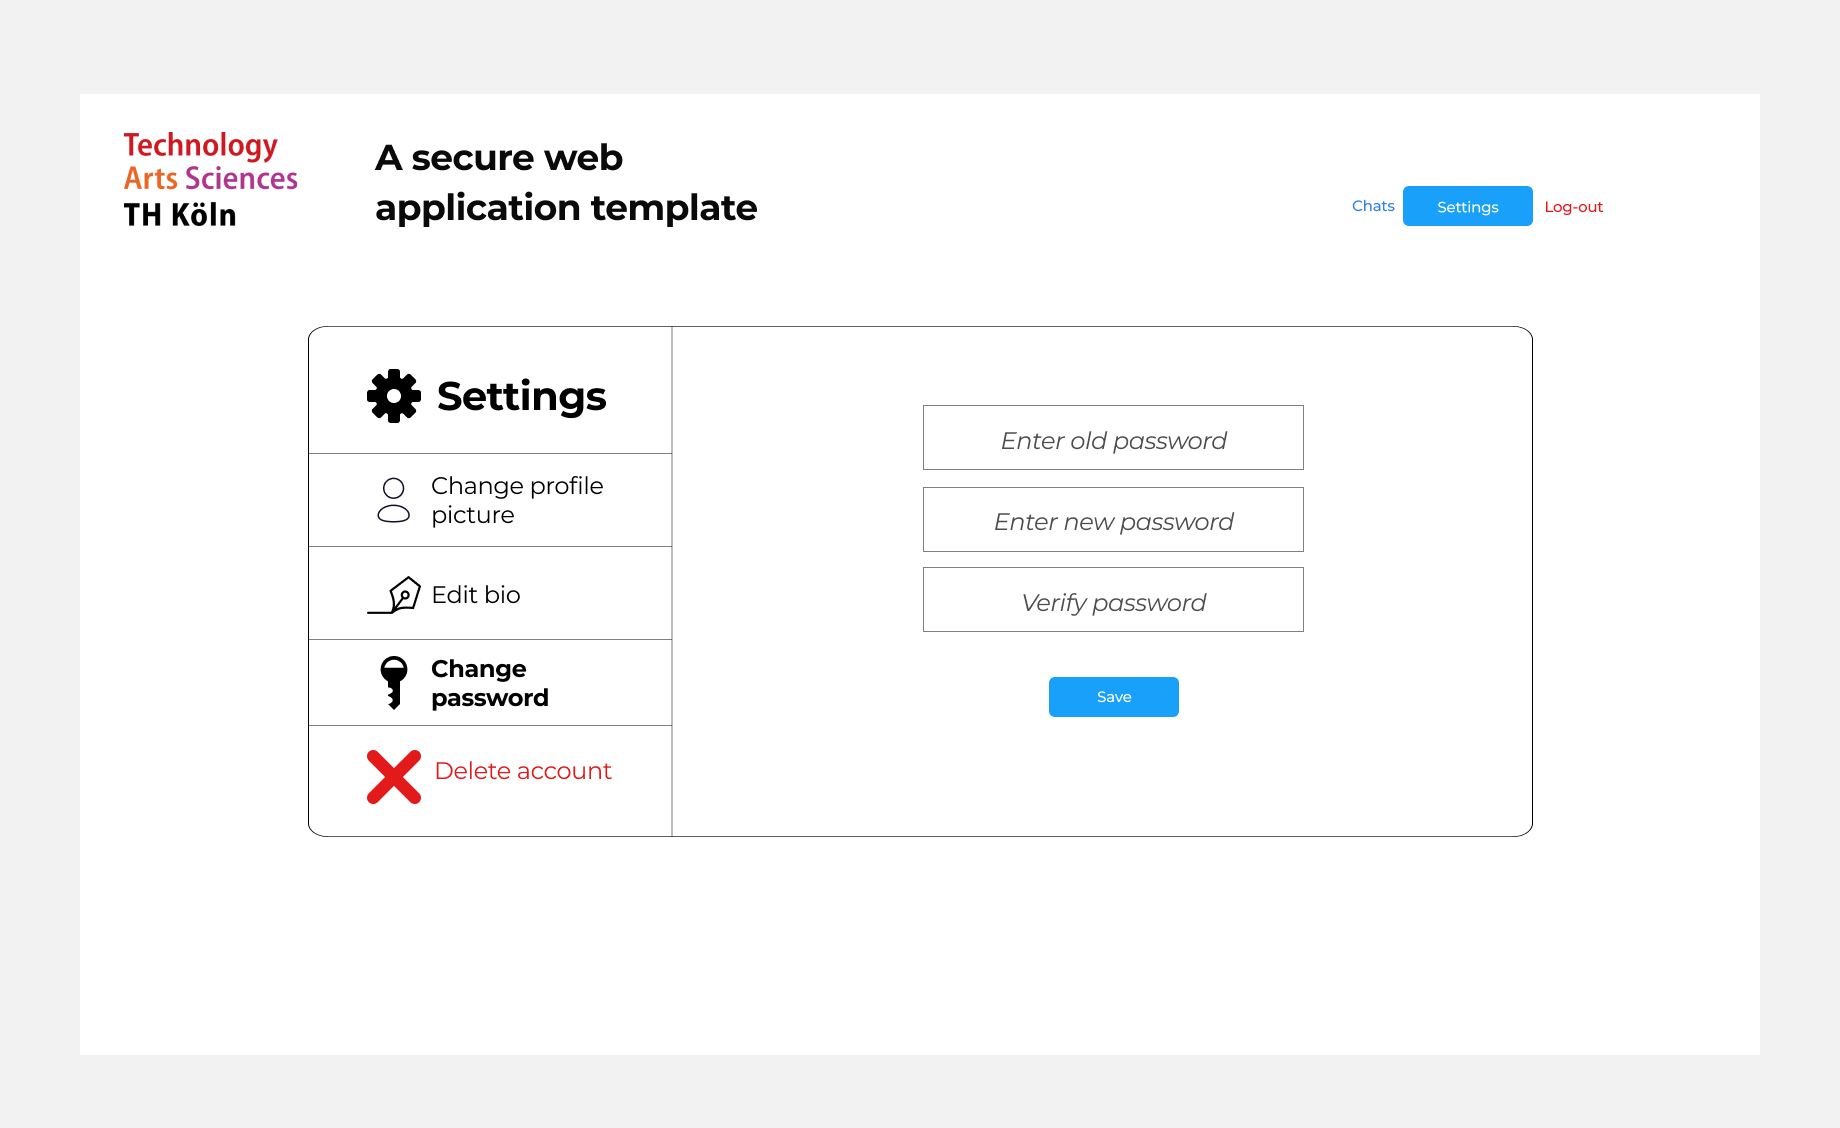 Technology
Arts Sciences
TH Köln
A secure web
application template
Chats
Settings
Log-out
Settings
Change profile
picture
Edit bio
Change
password
Delete account
Enter old password
Enter new password
Verify password
Save